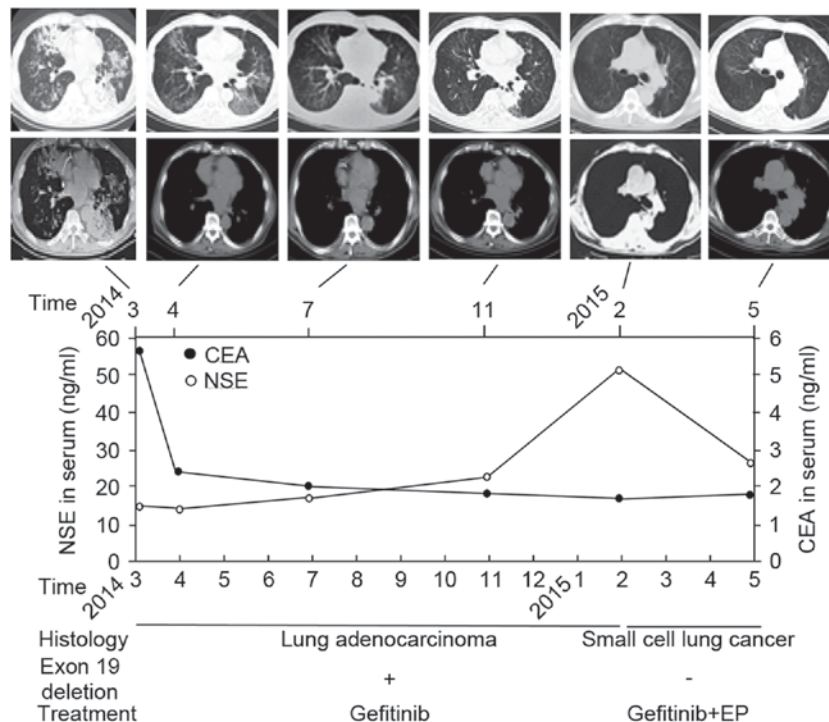 Time 2014 3 4 7 11 2015 2 5
60 6
50 5
40 4
30 3
20 2
10 1
0 0
CEA
NSE
NSE in serum (ng/ml)
CEA in serum (ng/ml)
Time 2014 3 4 5 6 7 8 9 10 11 12 2015 1 2 3 4 5
Histology Lung adenocarcinoma Small cell lung cancer
Exon 19
deletion + -
Treatment Gefitinib Gefitinib+EP